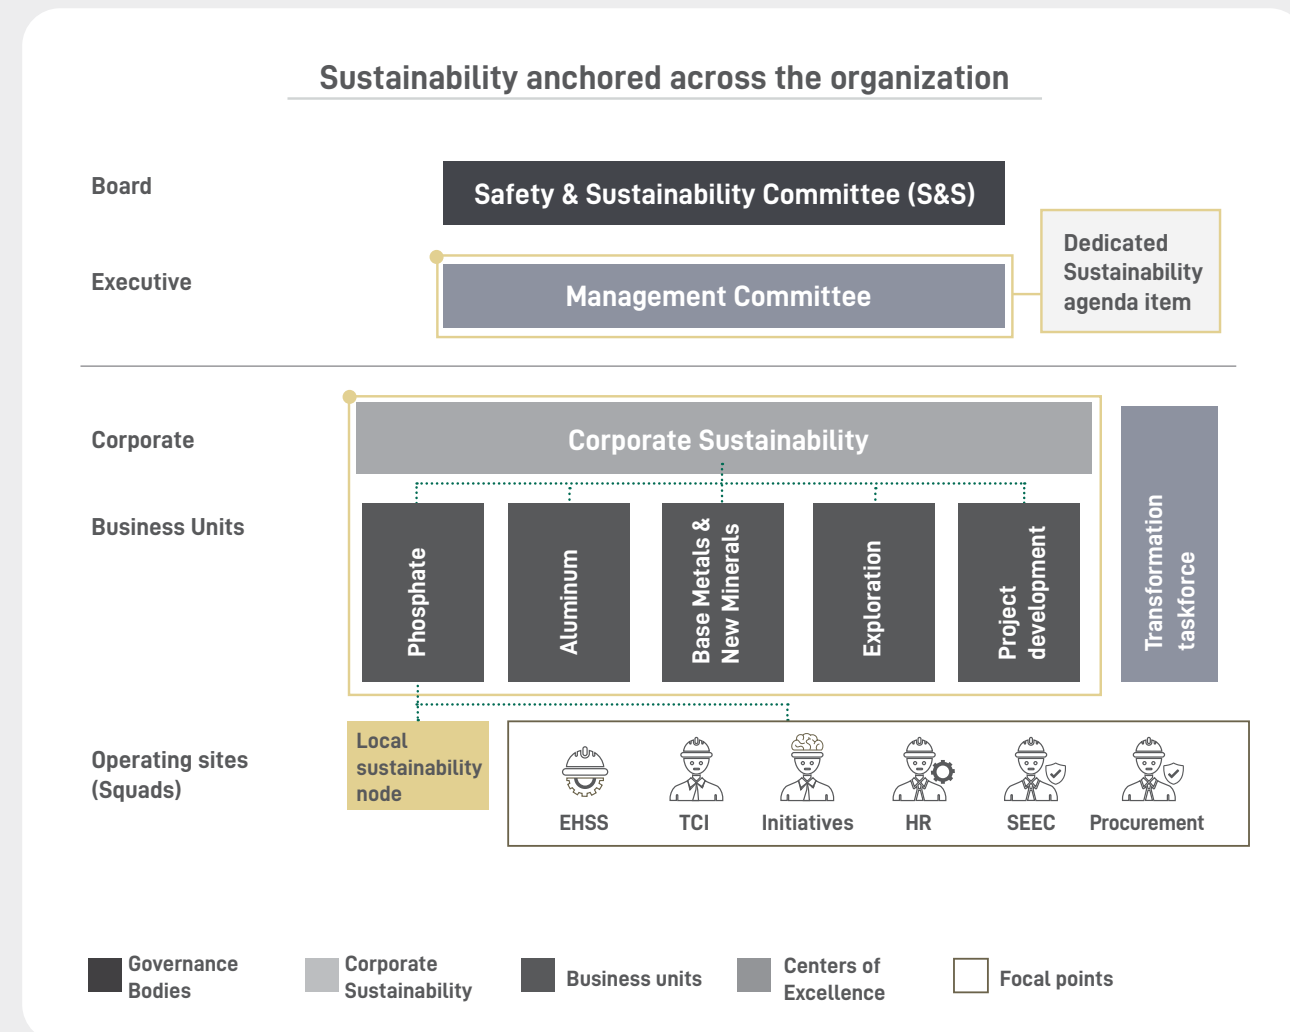 Sustainability anchored across the organization
Board
Safety & Sustainability Committee (S&S)
Executive
Management Committee
Dedicated
Sustainability
agenda item
Corporate
Corporate Sustainability
Business Units
Phosphate
Aluminum
Base Metals &
New Minerals
Exploration
Project
development
Transformation
taskforce
Operating sites
(Squads)
Local
sustainability
node
EHSS
TCI
Initiatives
HR
SEEC
Procurement
Governance
Bodies
Corporate
Sustainability
Business units
Centers of
Excellence
Focal points